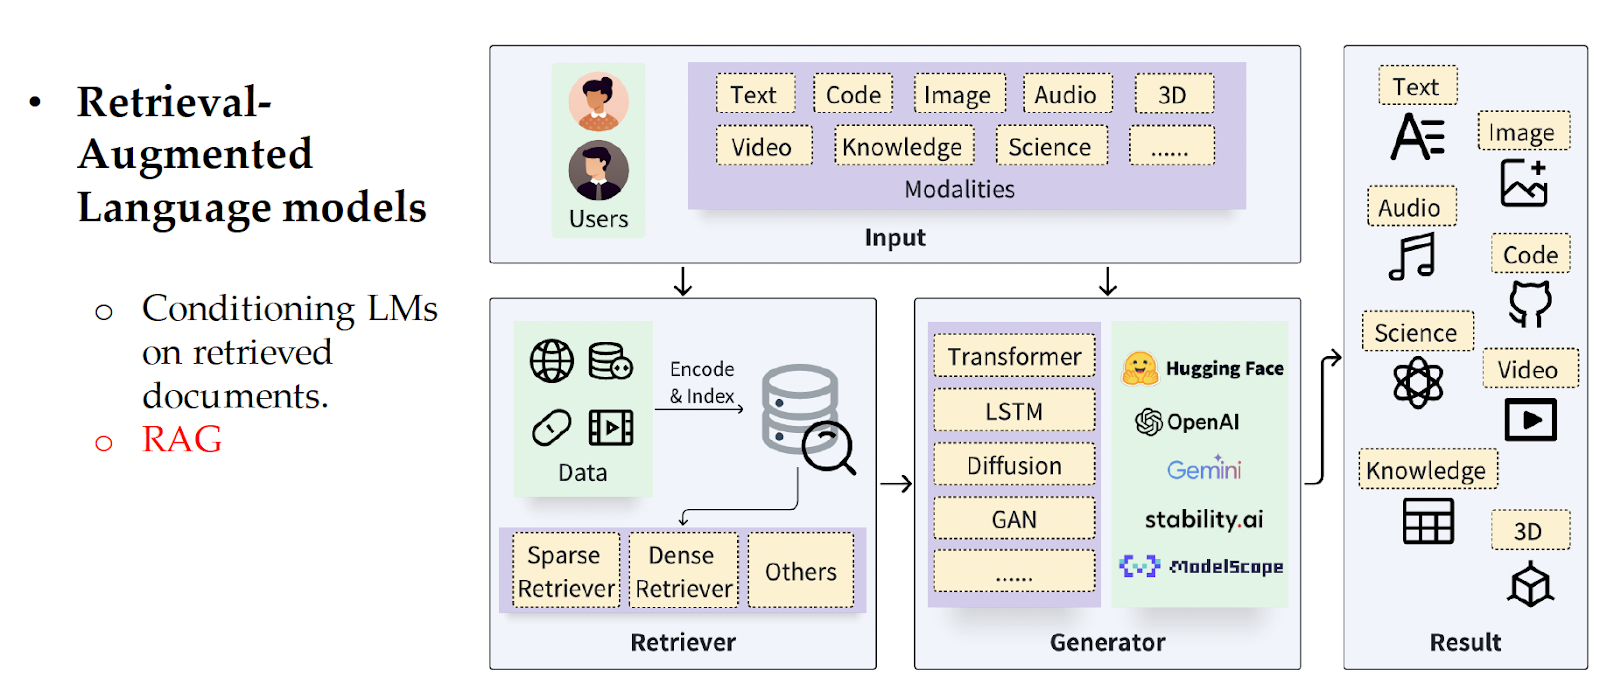 • Retrieval-
Augmented
Language models
o Conditioning LMs
on retrieved
documents.
o RAG
Users
Text Code Image Audio 3D
Video Knowledge Science ......
Modalities
Input
Data
Encode
& Index
Sparse
Retriever
Dense
Retriever
Others
Retriever
Transformer
LSTM
Diffusion
GAN
......
Hugging Face
OpenAI
Gemini
stability.ai
ModelScope
Generator
Text
Image
Audio
Code
Science
Video
Knowledge
3D
Result